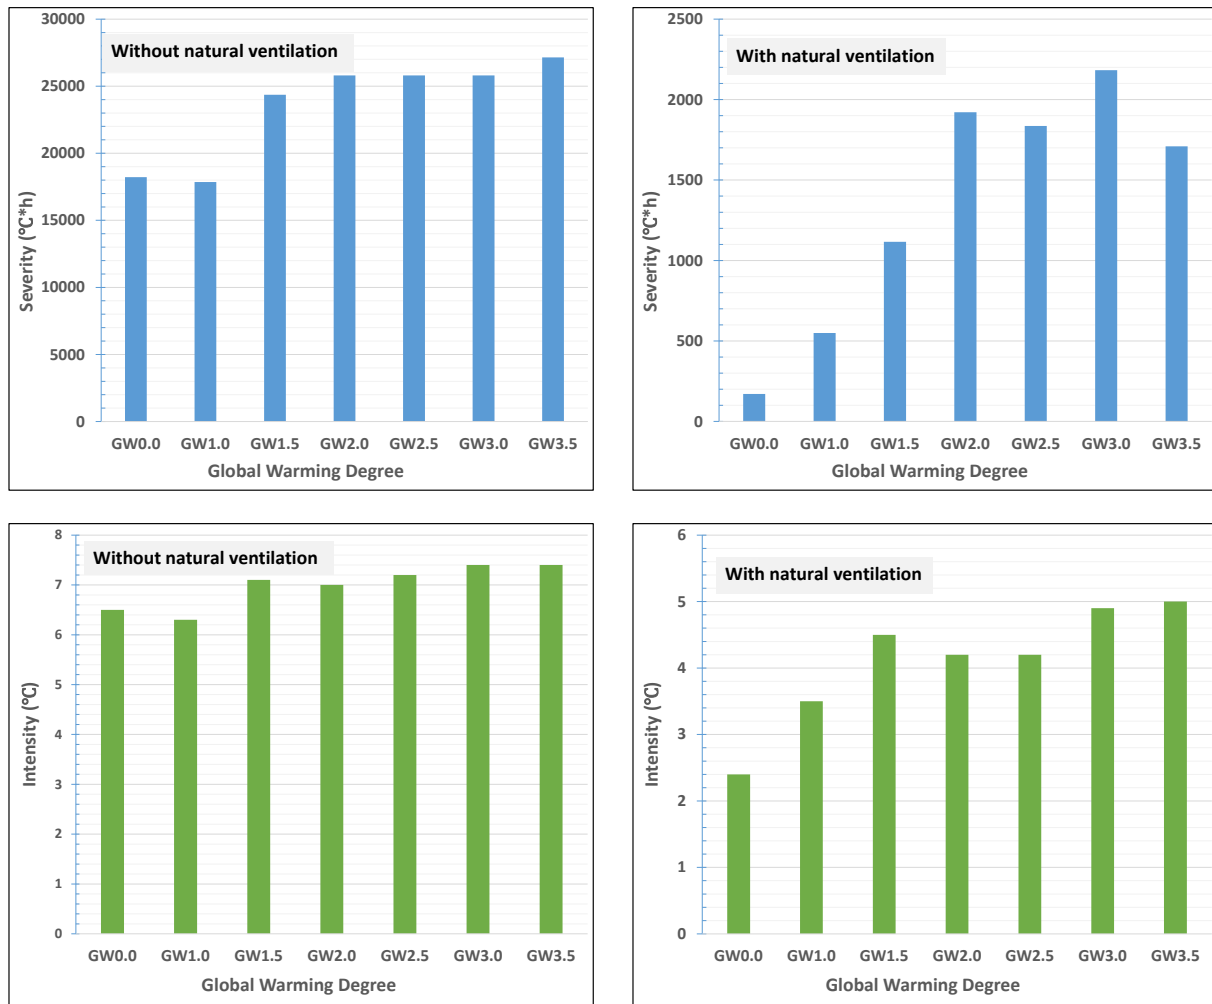 Without natural ventilation
30000
25000
20000
15000
10000
5000
0
Severity (℃*h)
GW0.0 GW1.0 GW1.5 GW2.0 GW2.5 GW3.0 GW3.5
Global Warming Degree
With natural ventilation
2500
2000
1500
1000
500
0
Severity (℃*h)
GW0.0 GW1.0 GW1.5 GW2.0 GW2.5 GW3.0 GW3.5
Global Warming Degree
Without natural ventilation
8
7
6
5
4
3
2
1
0
Intensity (℃)
GW0.0 GW1.0 GW1.5 GW2.0 GW2.5 GW3.0 GW3.5
Global Warming Degree
With natural ventilation
6
5
4
3
2
1
0
Intensity (℃)
GW0.0 GW1.0 GW1.5 GW2.0 GW2.5 GW3.0 GW3.5
Global Warming Degree